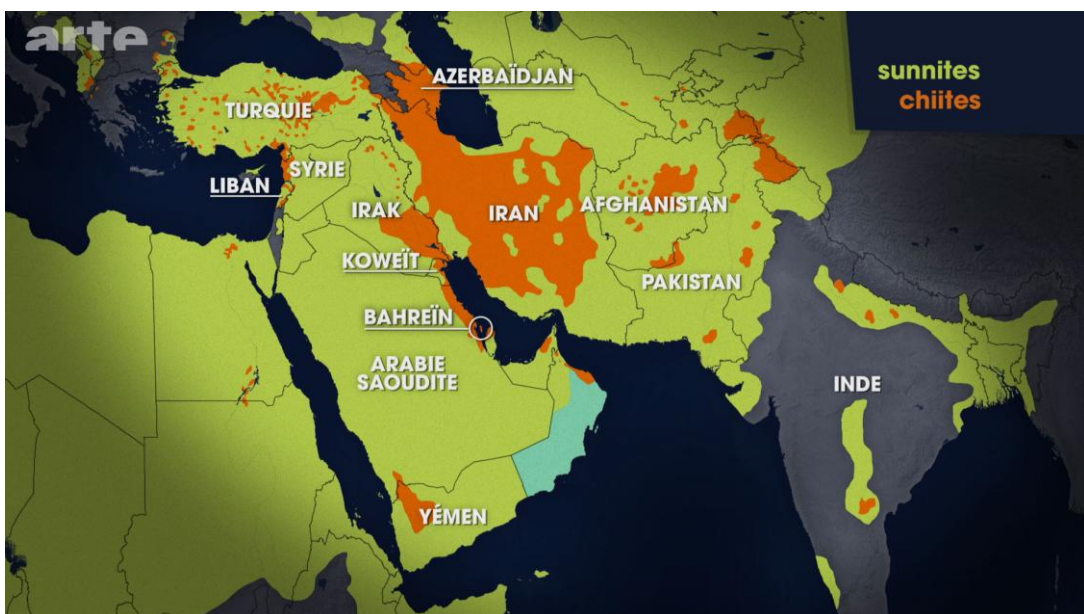 arte
sunnites
chiites
AZERBAÏDJAN
TURQUIE
SYRIE
LIBAN
IRAK
IRAN
AFGHANISTAN
KOWEÏT
PAKISTAN
BAHREÏN
ARABIE
SAOUDITE
INDE
YÉMEN